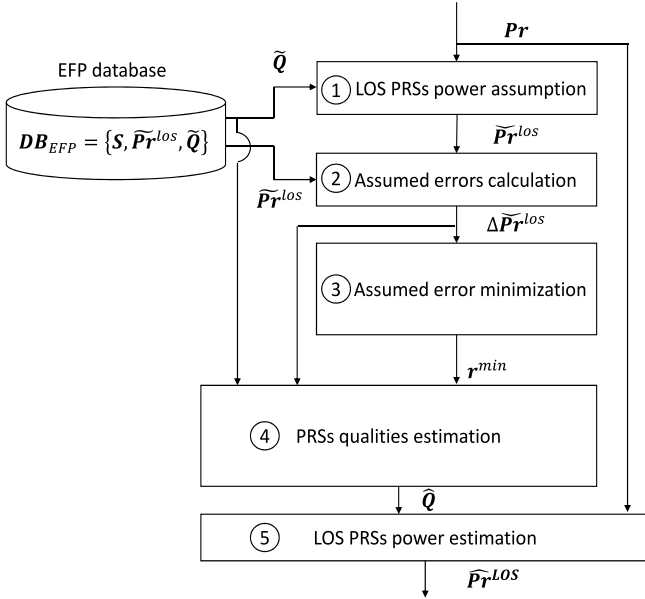 Pr
EFP database
Q̃
① LOS PRSs power assumption
DB_EFP = {S, P̃r^los, Q̃}
P̆r^los
② Assumed errors calculation
P̃r^los
ΔP̆r^los
③ Assumed error minimization
r^min
④ PRSs qualities estimation
Q̂
⑤ LOS PRSs power estimation
P̂r^LOS